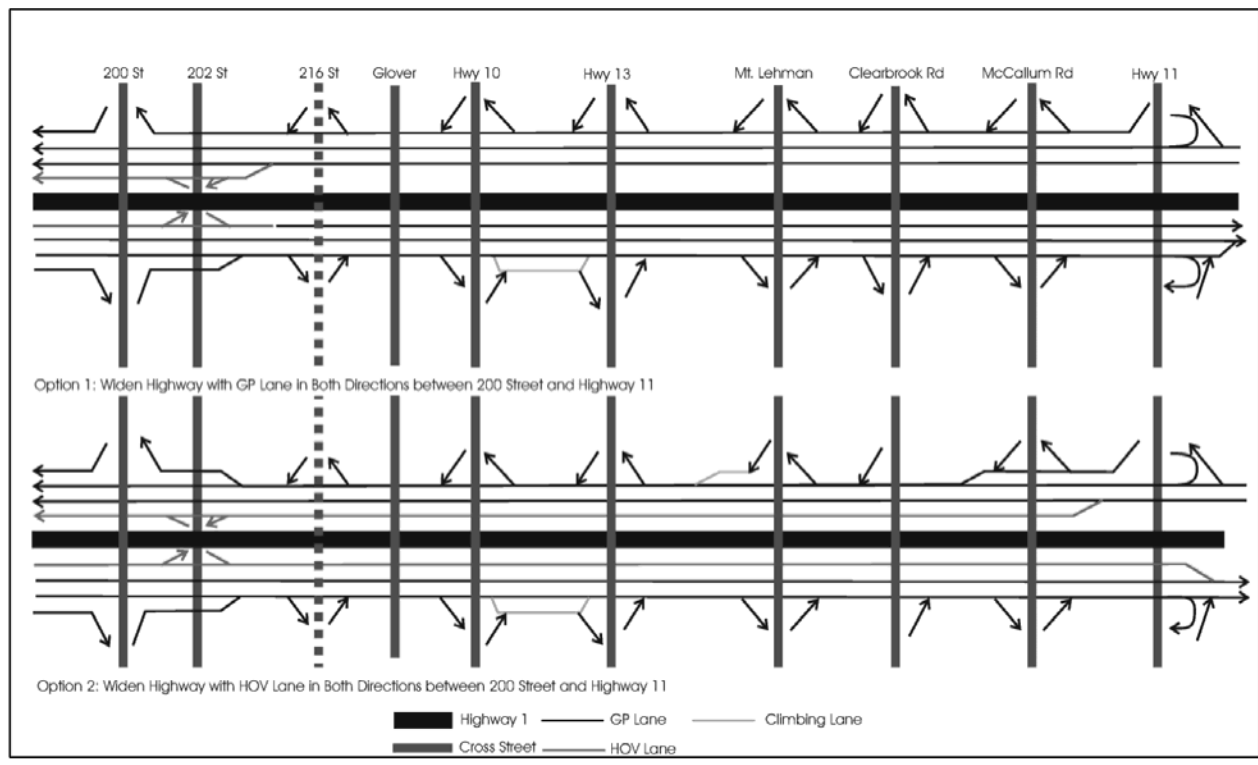 200 St 202 St 216 St Glover Hwy 10 Hwy 13 Mt. Lehman Clearbrook Rd McCallum Rd Hwy 11
Option 1: Widen Highway with GP Lane in Both Directions between 200 Street and Highway 11
Option 2: Widen Highway with HOV Lane in Both Directions between 200 Street and Highway 11
Highway 1 GP Lane Climbing Lane
Cross Street HOV Lane